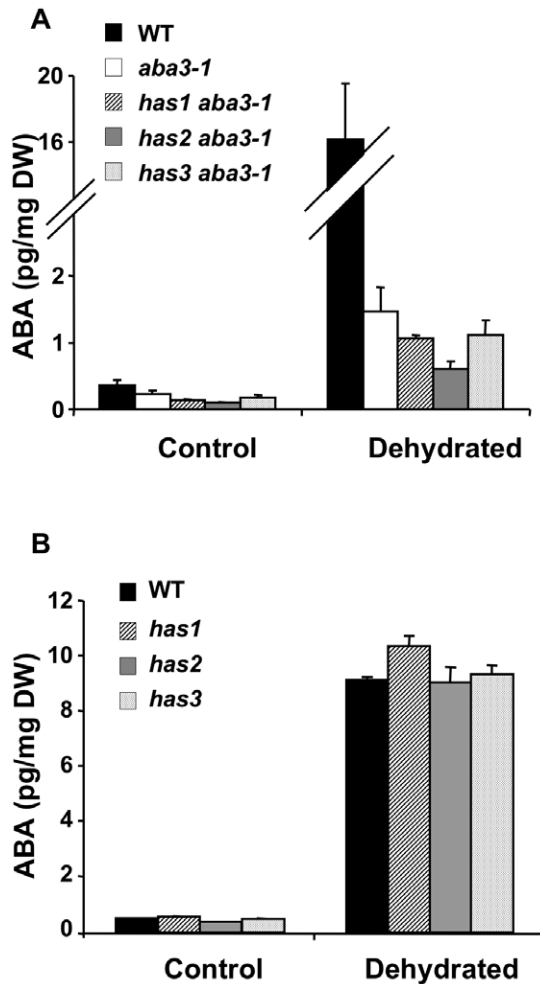 A
WT
aba3-1
has1 aba3-1
has2 aba3-1
has3 aba3-1
ABA (pg/mg DW)
20
16
2
1
0
Control Dehydrated
B
WT
has1
has2
has3
ABA (pg/mg DW)
12
10
8
6
4
2
0
Control Dehydrated